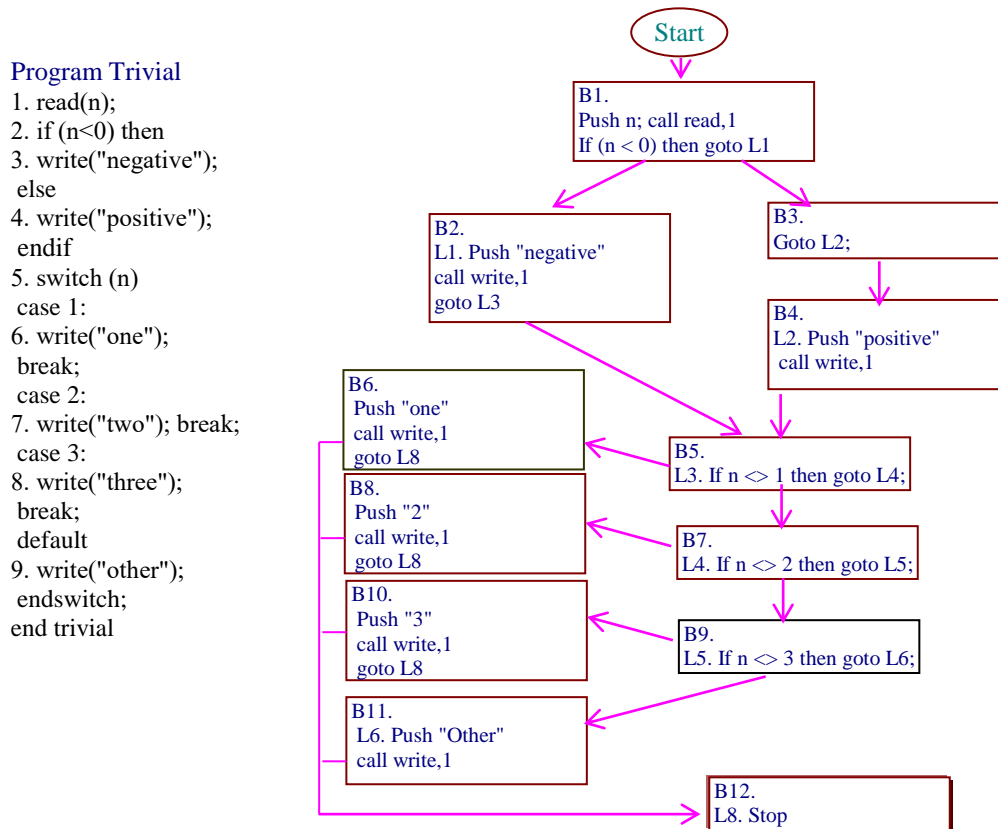 Program Trivial
1. read(n);
2. if (n<0) then
3. write("negative");
else
4. write("positive");
endif
5. switch (n)
case 1:
6. write("one");
break;
case 2:
7. write("two"); break;
case 3:
8. write("three");
break;
default
9. write("other");
endswitch;
end trivial
Start
B1.
Push n; call read,1
If (n < 0) then goto L1
B2.
L1. Push "negative"
call write,1
goto L3
B3.
Goto L2;
B4.
L2. Push "positive"
call write,1
B5.
L3. If n <> 1 then goto L4;
B6.
Push "one"
call write,1
goto L8
B7.
L4. If n <> 2 then goto L5;
B8.
Push "2"
call write,1
goto L8
B9.
L5. If n <> 3 then goto L6;
B10.
Push "3"
call write,1
goto L8
B11.
L6. Push "Other"
call write,1
B12.
L8. Stop